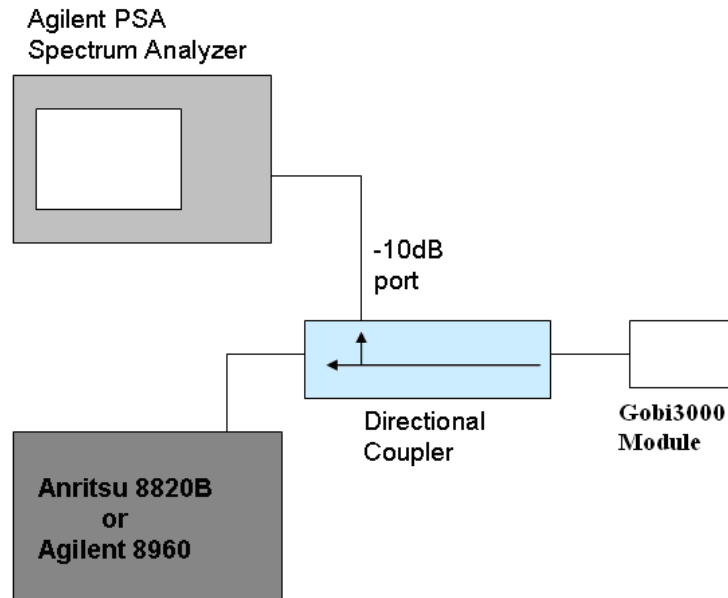 Agilent PSA
Spectrum Analyzer
-10dB
port
Directional
Coupler
Gobi3000
Module
Anritsu 8820B
or
Agilent 8960